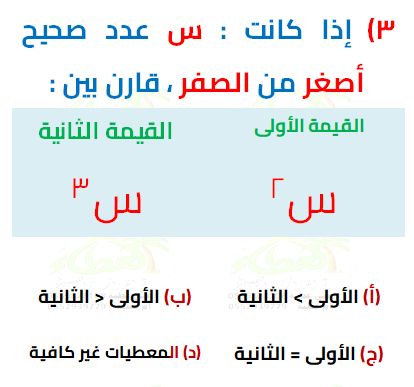 ٣) إذا كانت : س عدد صحيح
أصغر من الصفر ، قارن بين :
القيمة الأولى القيمة الثانية
س٢ س٣
(أ) الأولى > الثانية (ب) الأولى < الثانية
(ج) الأولى = الثانية (د) المعطيات غير كافية